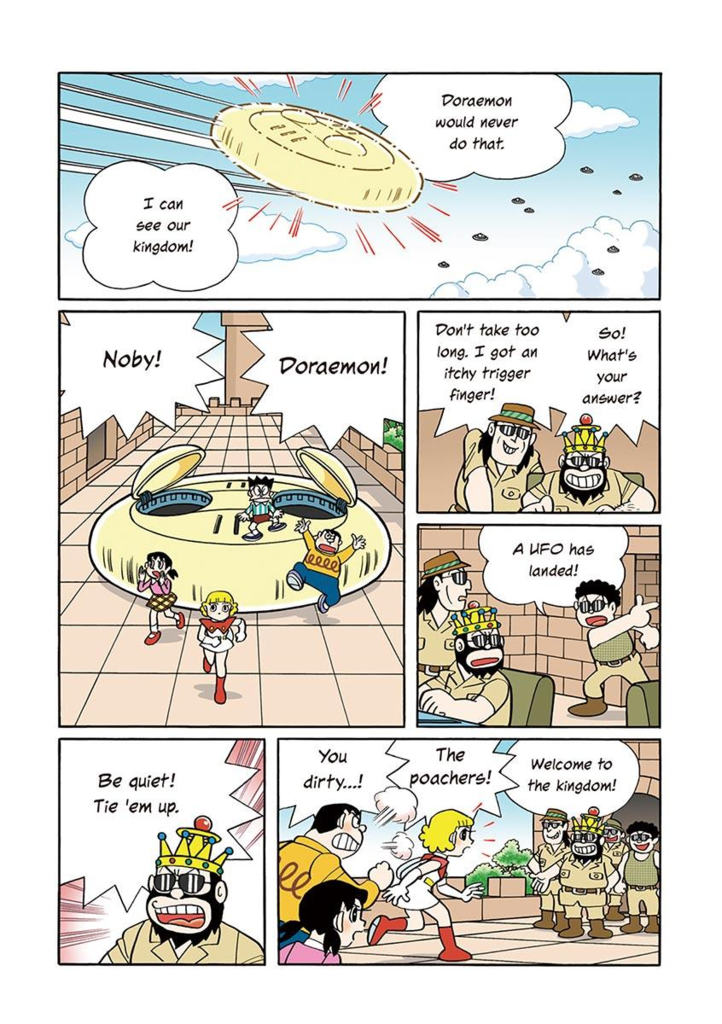 Doraemon
would never
do that.
I can
see our
kingdom!
Noby!
Doraemon!
Don't take too
long. I got an
itchy trigger
finger!
So!
What's
your
answer?
A UFO has
landed!
Be quiet!
Tie 'em up.
You
dirty...!
The
poachers!
Welcome to
the kingdom!